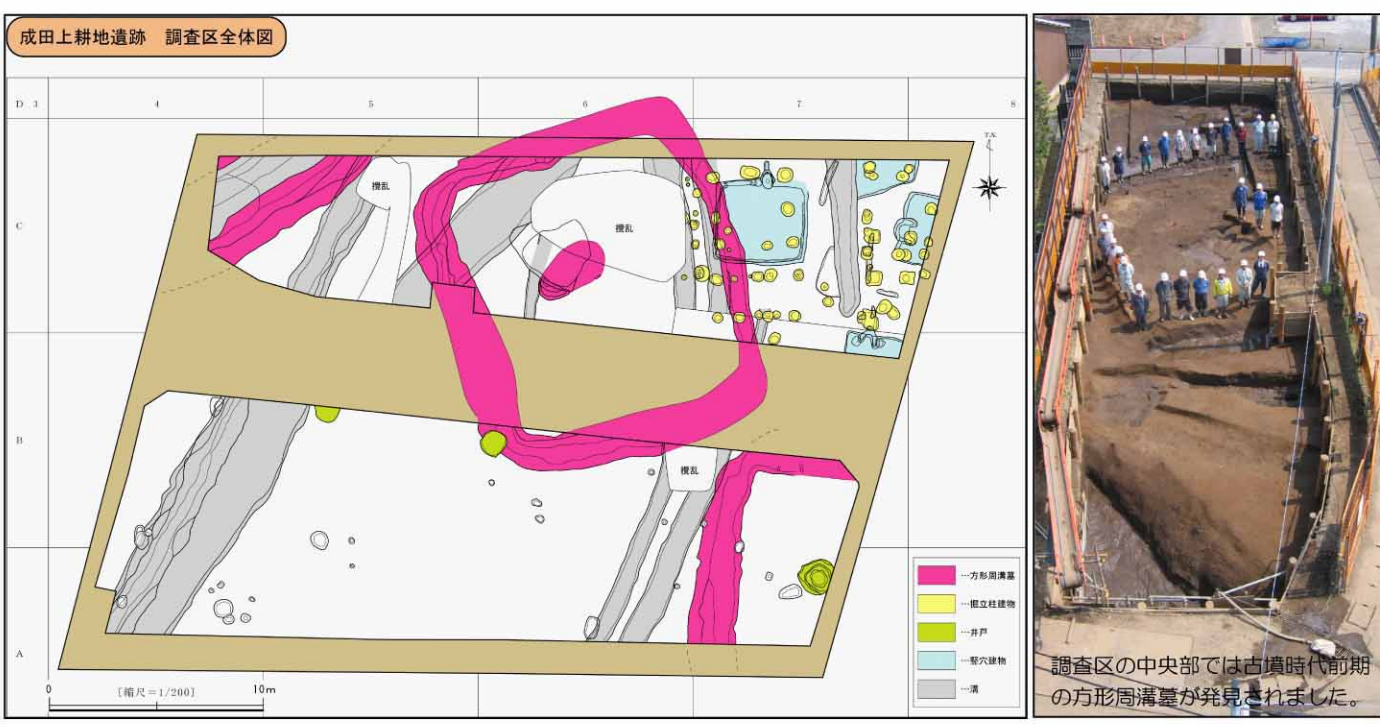 成田上耕地遺跡　調査区全体図
D 3 4 5 6 7 8
T.N.
攪乱
C
攪乱
B
攪乱
…方形周溝墓
…掘立柱建物
…井戸
…竪穴建物
…溝
A
0 [縮尺=1/200] 10m
調査区の中央部では古墳時代前期
の方形周溝墓が発見されました。